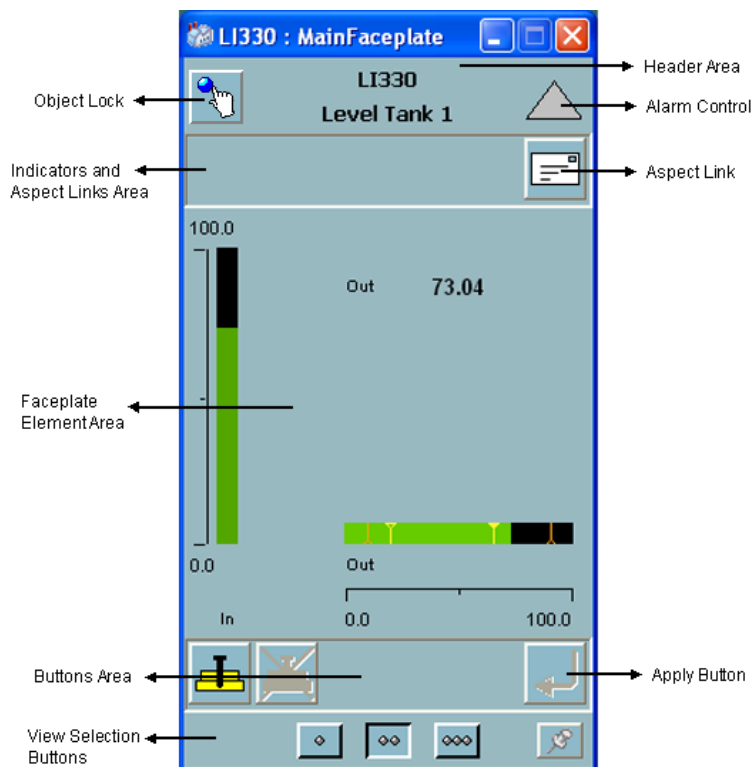 LI330 : MainFaceplate
LI330
Level Tank 1
Header Area
Object Lock
Alarm Control
Indicators and
Aspect Links Area
Aspect Link
100.0
Out 73.04
Faceplate
Element Area
0.0
Out
In
0.0 100.0
Buttons Area
Apply Button
View Selection
Buttons